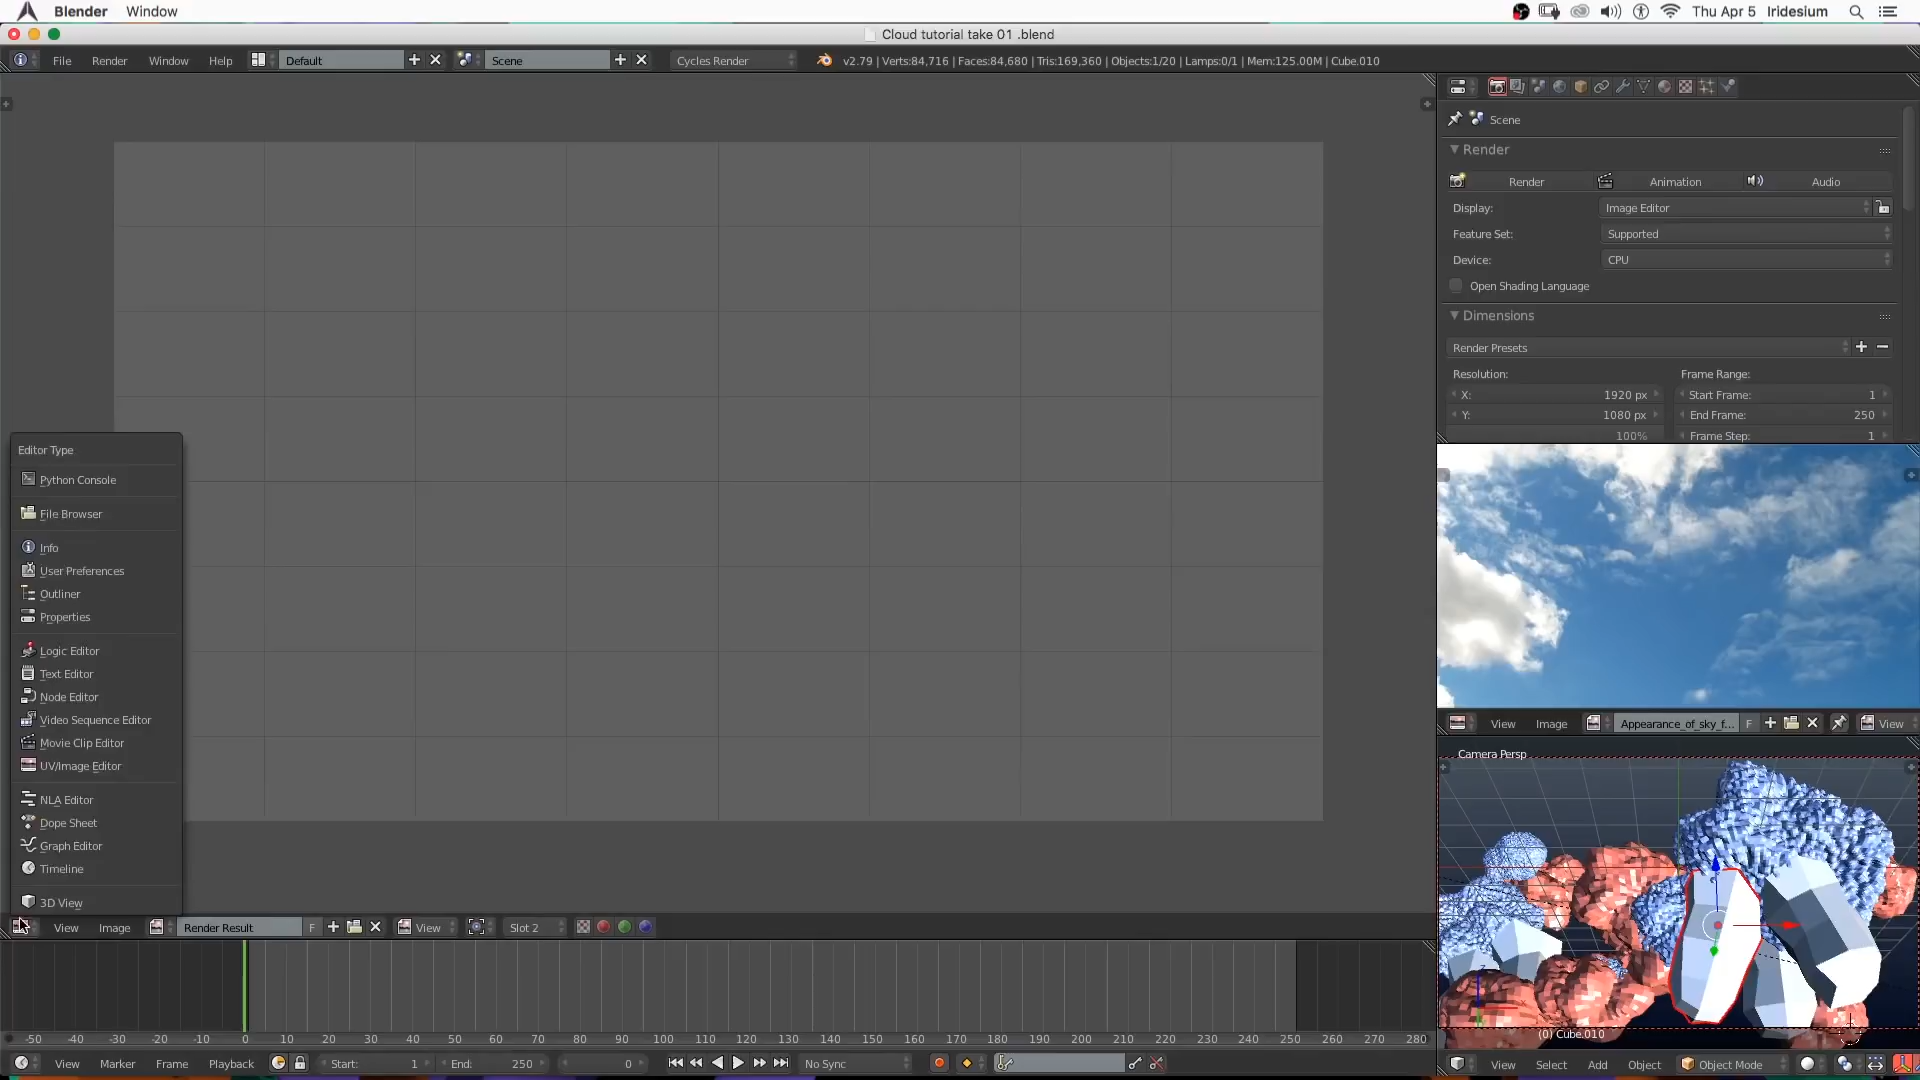 Blender Window Thu Apr 5 Iridesium
Cloud tutorial take 01 .blend
File Render Window Help Default Scene Cycles Render v2.79 | Verts:84,716 | Faces:84,680 | Tris:169,360 | Objects:1/20 | Lamps:0/1 | Mem:125.00M | Cube.010
Scene
Render
Render Animation Audio
Display: Image Editor
Feature Set: Supported
Device: CPU
Open Shading Language
Dimensions
Render Presets
Resolution: Frame Range:
X: 1920 px Start Frame: 1
Y: 1080 px End Frame: 250
100% Frame Step: 1
Editor Type
Python Console
File Browser
Info
User Preferences
Outliner
Properties
Logic Editor
Text Editor
Node Editor
Video Sequence Editor
Movie Clip Editor
UV/Image Editor
NLA Editor
Dope Sheet
Graph Editor
Timeline
3D View
View Image Appearance_of_sky_f... F View
Camera Persp
(0) Cube.010
View Image Render Result F View Slot 2
-50 -40 -30 -20 -10 0 10 20 30 40 50 60 70 80 90 100 110 120 130 140 150 160 170 180 190 200 210 220 230 240 250 260 270 280
View Marker Frame Playback Start: 1 End: 250 0 No Sync
View Select Add Object Object Mode